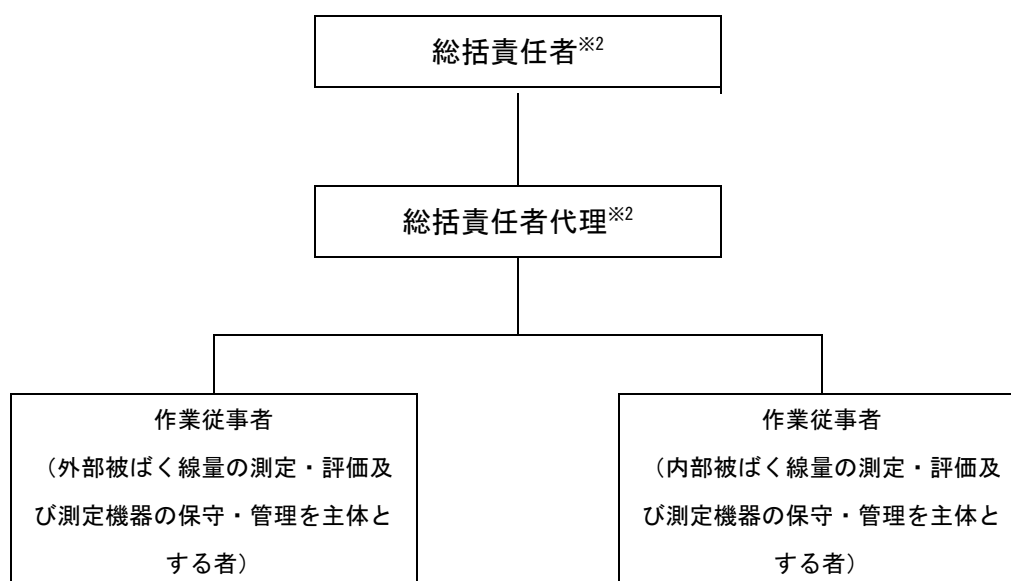 総括責任者※2
総括責任者代理※2
作業従事者
（外部被ばく線量の測定・評価及
び測定機器の保守・管理を主体と
する者）
作業従事者
（内部被ばく線量の測定・評価及
び測定機器の保守・管理を主体と
する者）